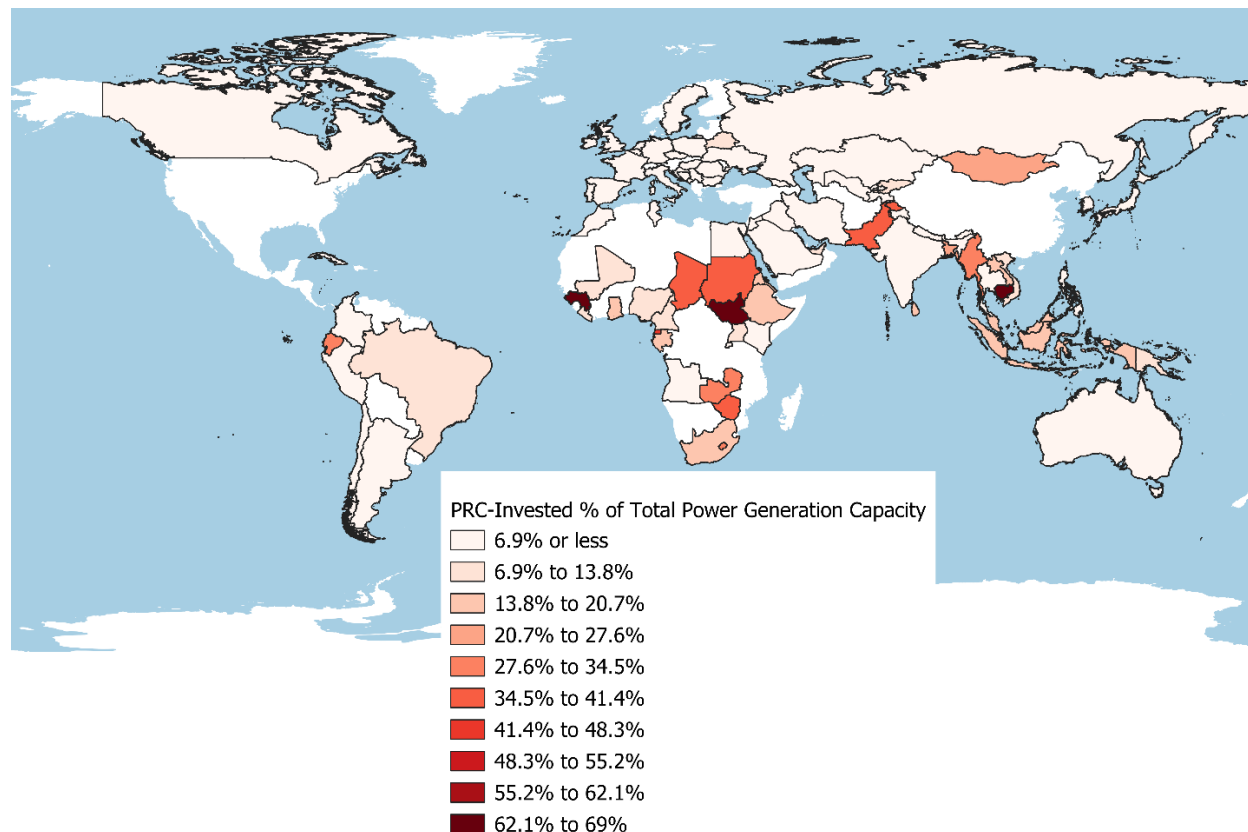 PRC-Invested % of Total Power Generation Capacity
6.9% or less
6.9% to 13.8%
13.8% to 20.7%
20.7% to 27.6%
27.6% to 34.5%
34.5% to 41.4%
41.4% to 48.3%
48.3% to 55.2%
55.2% to 62.1%
62.1% to 69%